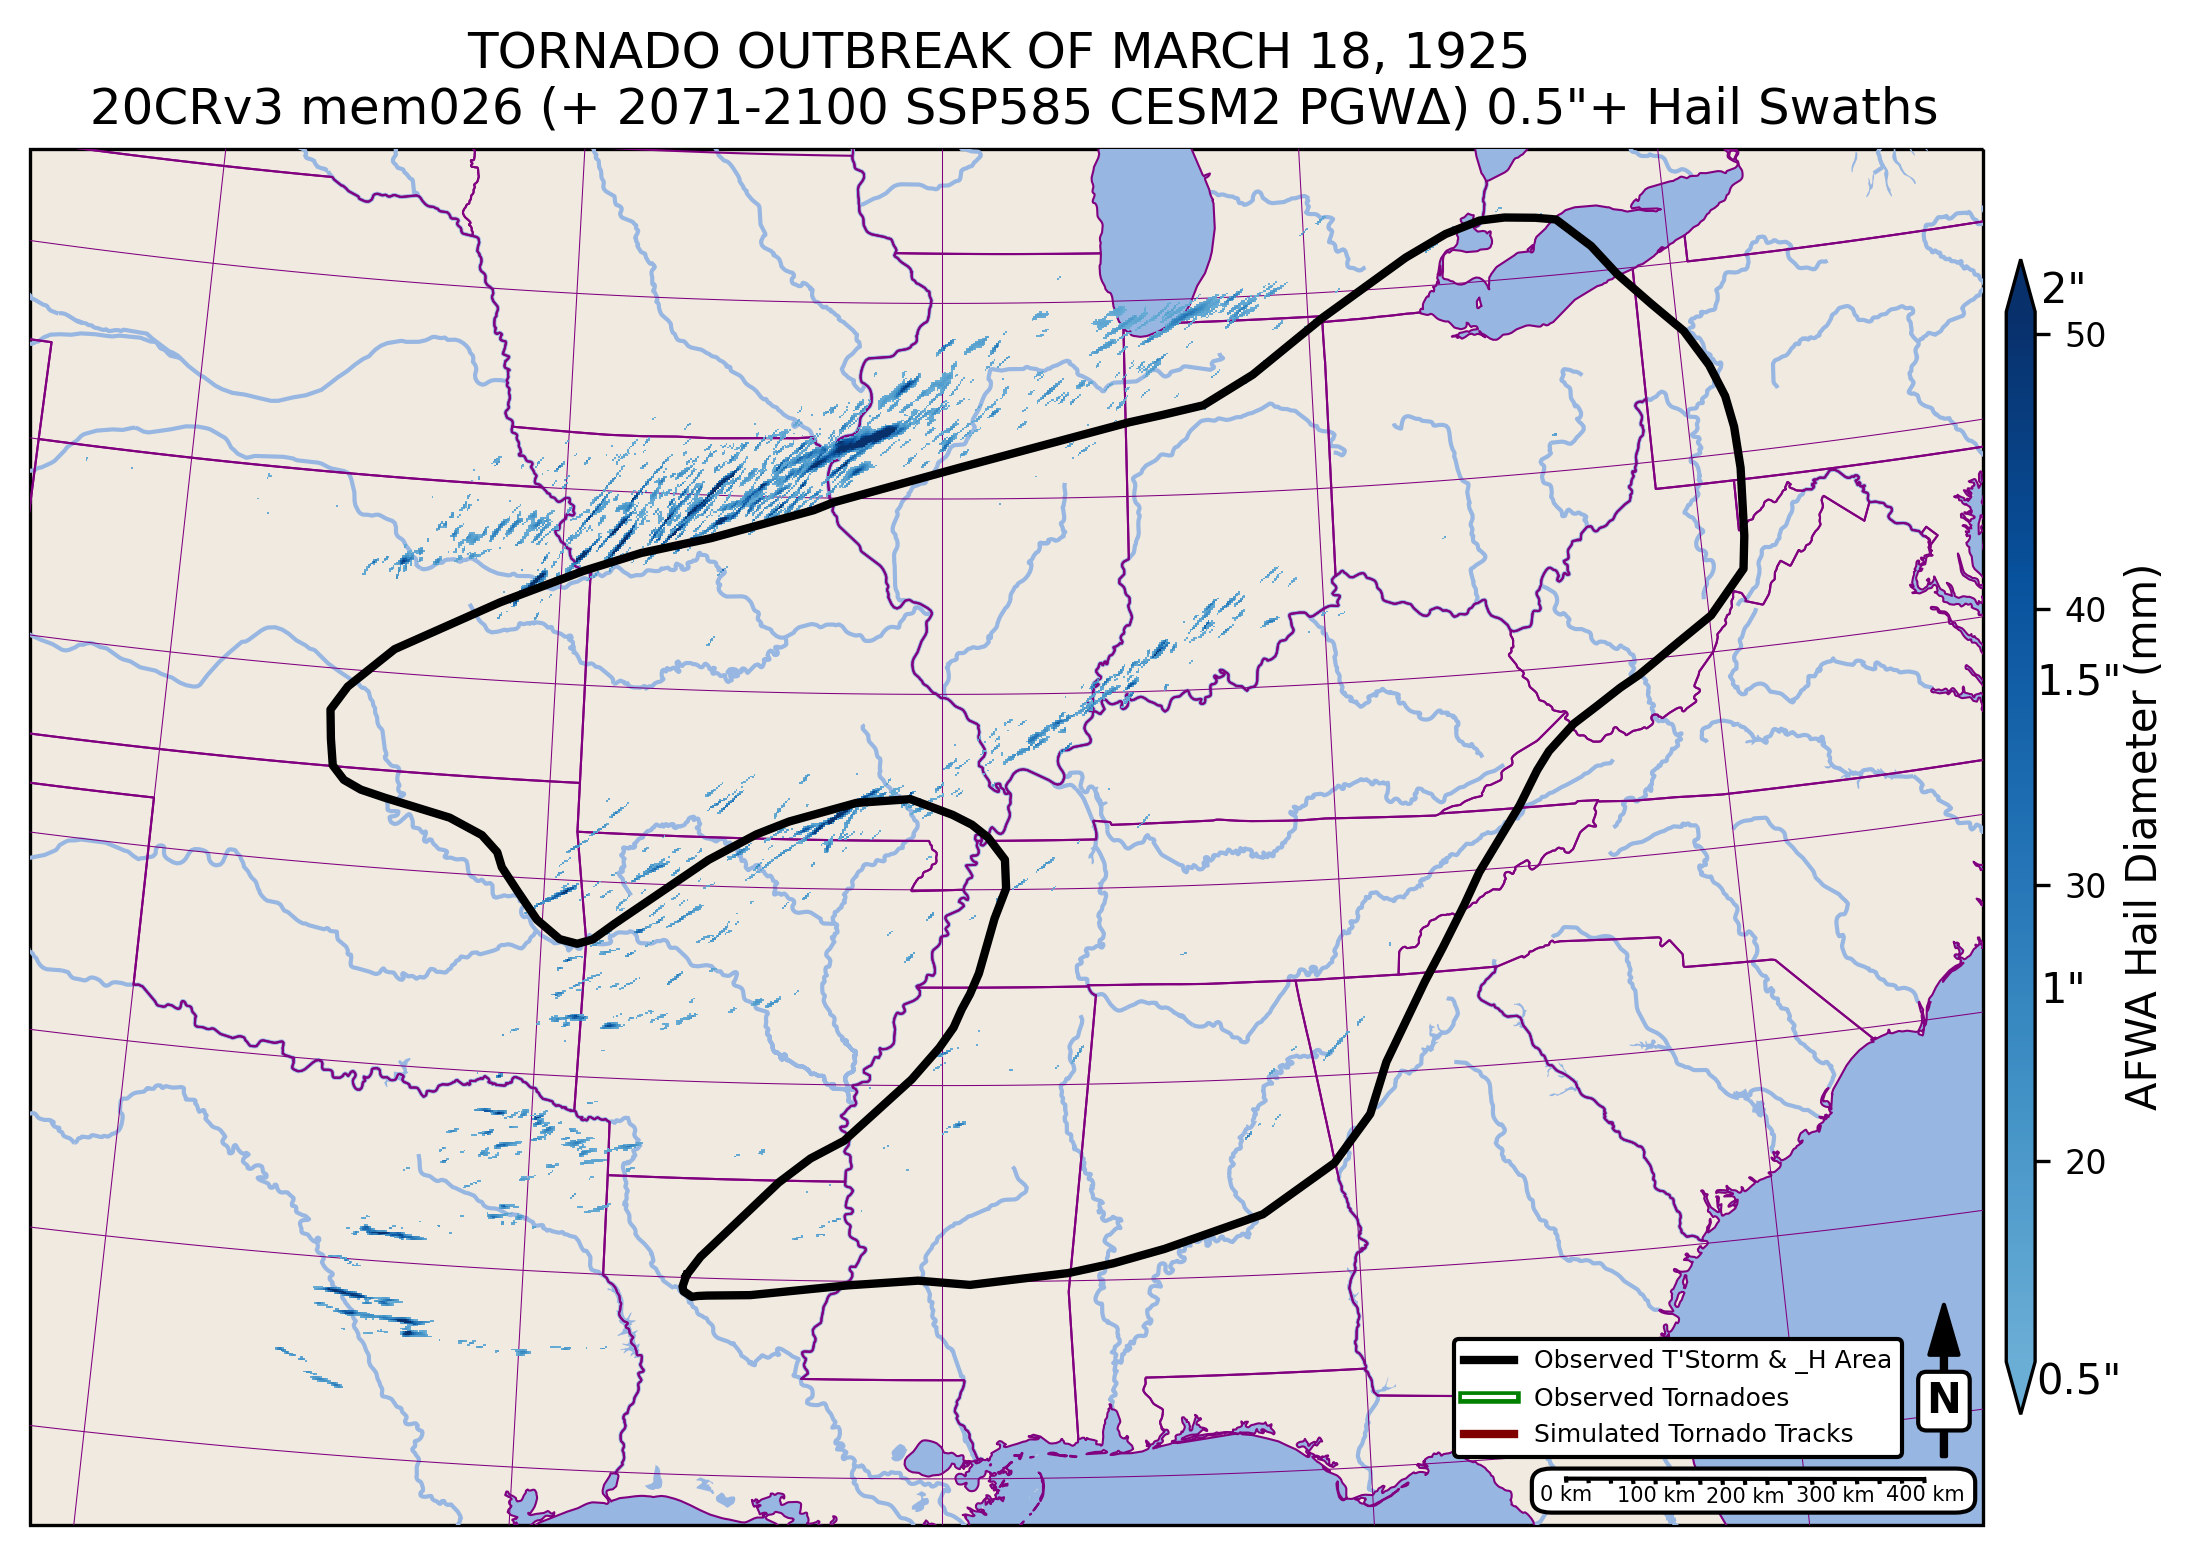 TORNADO OUTBREAK OF MARCH 18, 1925
20CRv3 mem026 (+ 2071-2100 SSP585 CESM2 PGWΔ) 0.5"+ Hail Swaths
2"
50
40
1.5"
30
1"
20
0.5"
AFWA Hail Diameter (mm)
Observed T'Storm & _H Area
Observed Tornadoes
Simulated Tornado Tracks
N
0 km 100 km 200 km 300 km 400 km